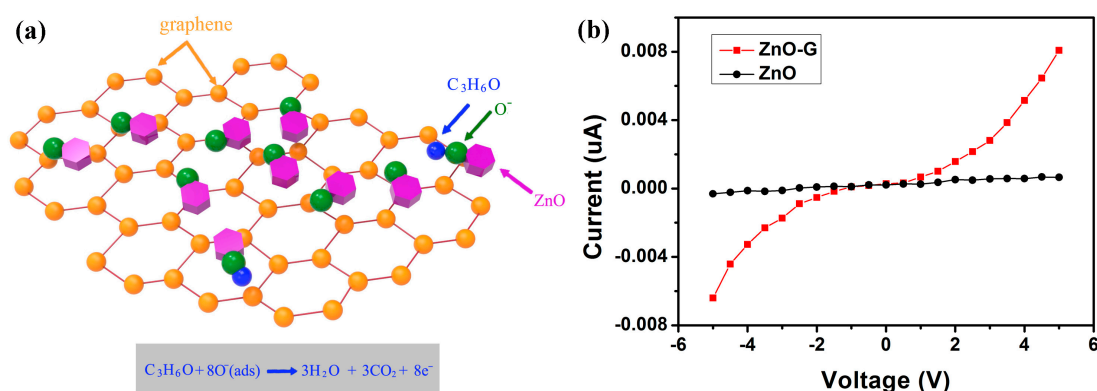 (a)
graphene
C₃H₆O
O⁻
ZnO
C₃H₆O + 8O⁻(ads) → 3H₂O + 3CO₂ + 8e⁻
(b)
ZnO-G
ZnO
Current (uA)
0.008
0.004
0.000
-0.004
-0.008
-6 -4 -2 0 2 4 6
Voltage (V)